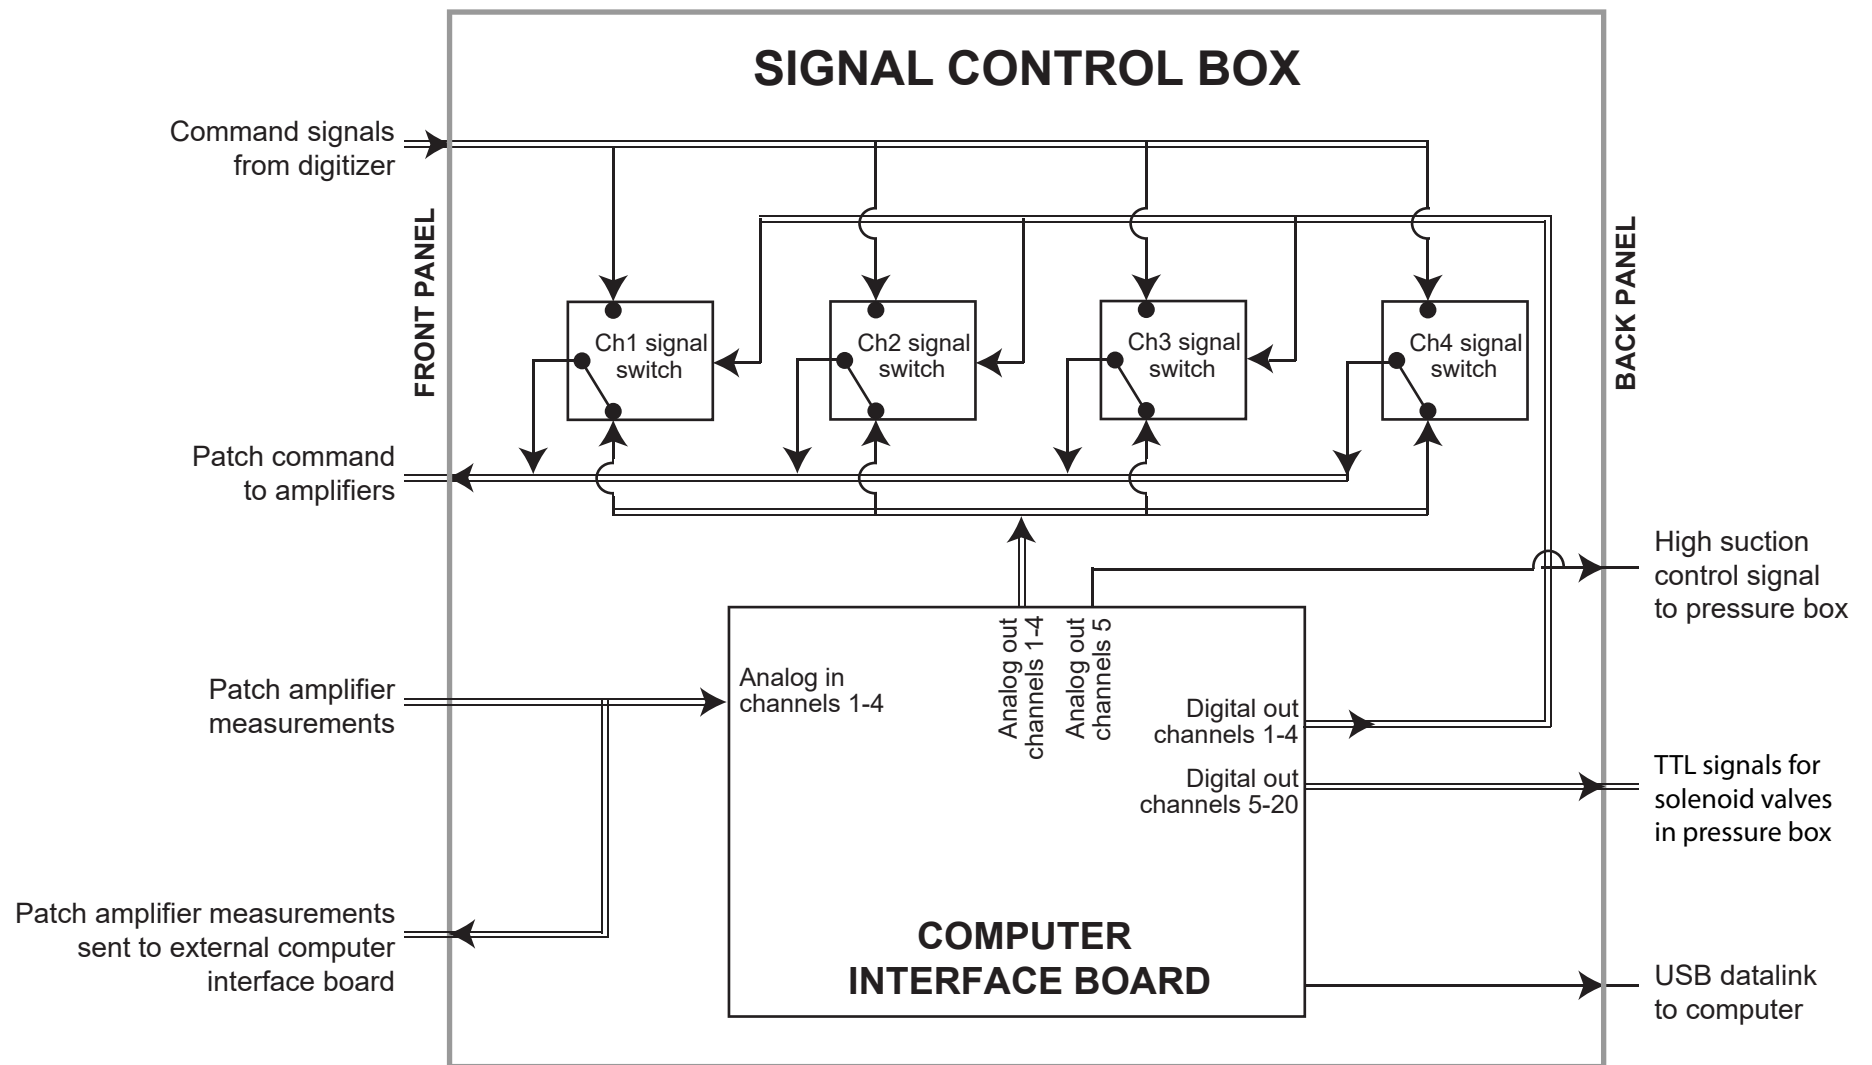 SIGNAL CONTROL BOX
Command signals
from digitizer
FRONT PANEL
BACK PANEL
Ch1 signal
switch
Ch2 signal
switch
Ch3 signal
switch
Ch4 signal
switch
Patch command
to amplifiers
High suction
control signal
to pressure box
Patch amplifier
measurements
Analog in
channels 1-4
Analog out
channels 1-4
Analog out
channels 5
Digital out
channels 1-4
Digital out
channels 5-20
TTL signals for
solenoid valves
in pressure box
Patch amplifier measurements
sent to external computer
interface board
COMPUTER
INTERFACE BOARD
USB datalink
to computer